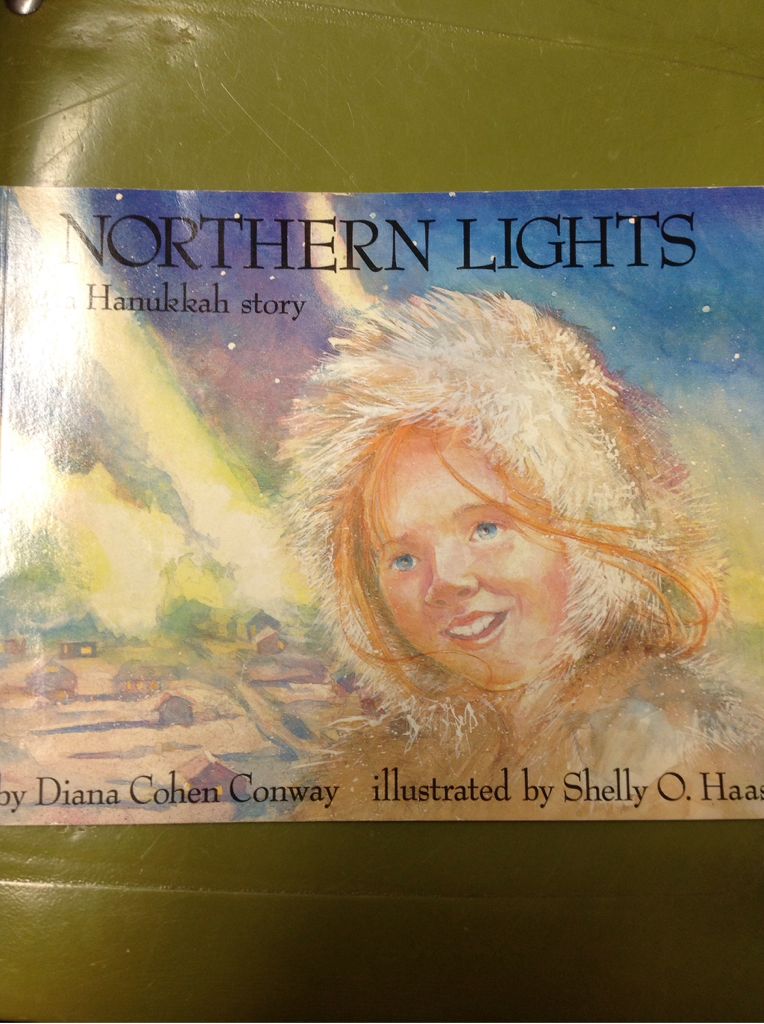 NORTHERN LIGHTS
a Hanukkah story
by Diana Cohen Conway illustrated by Shelly O. Haas